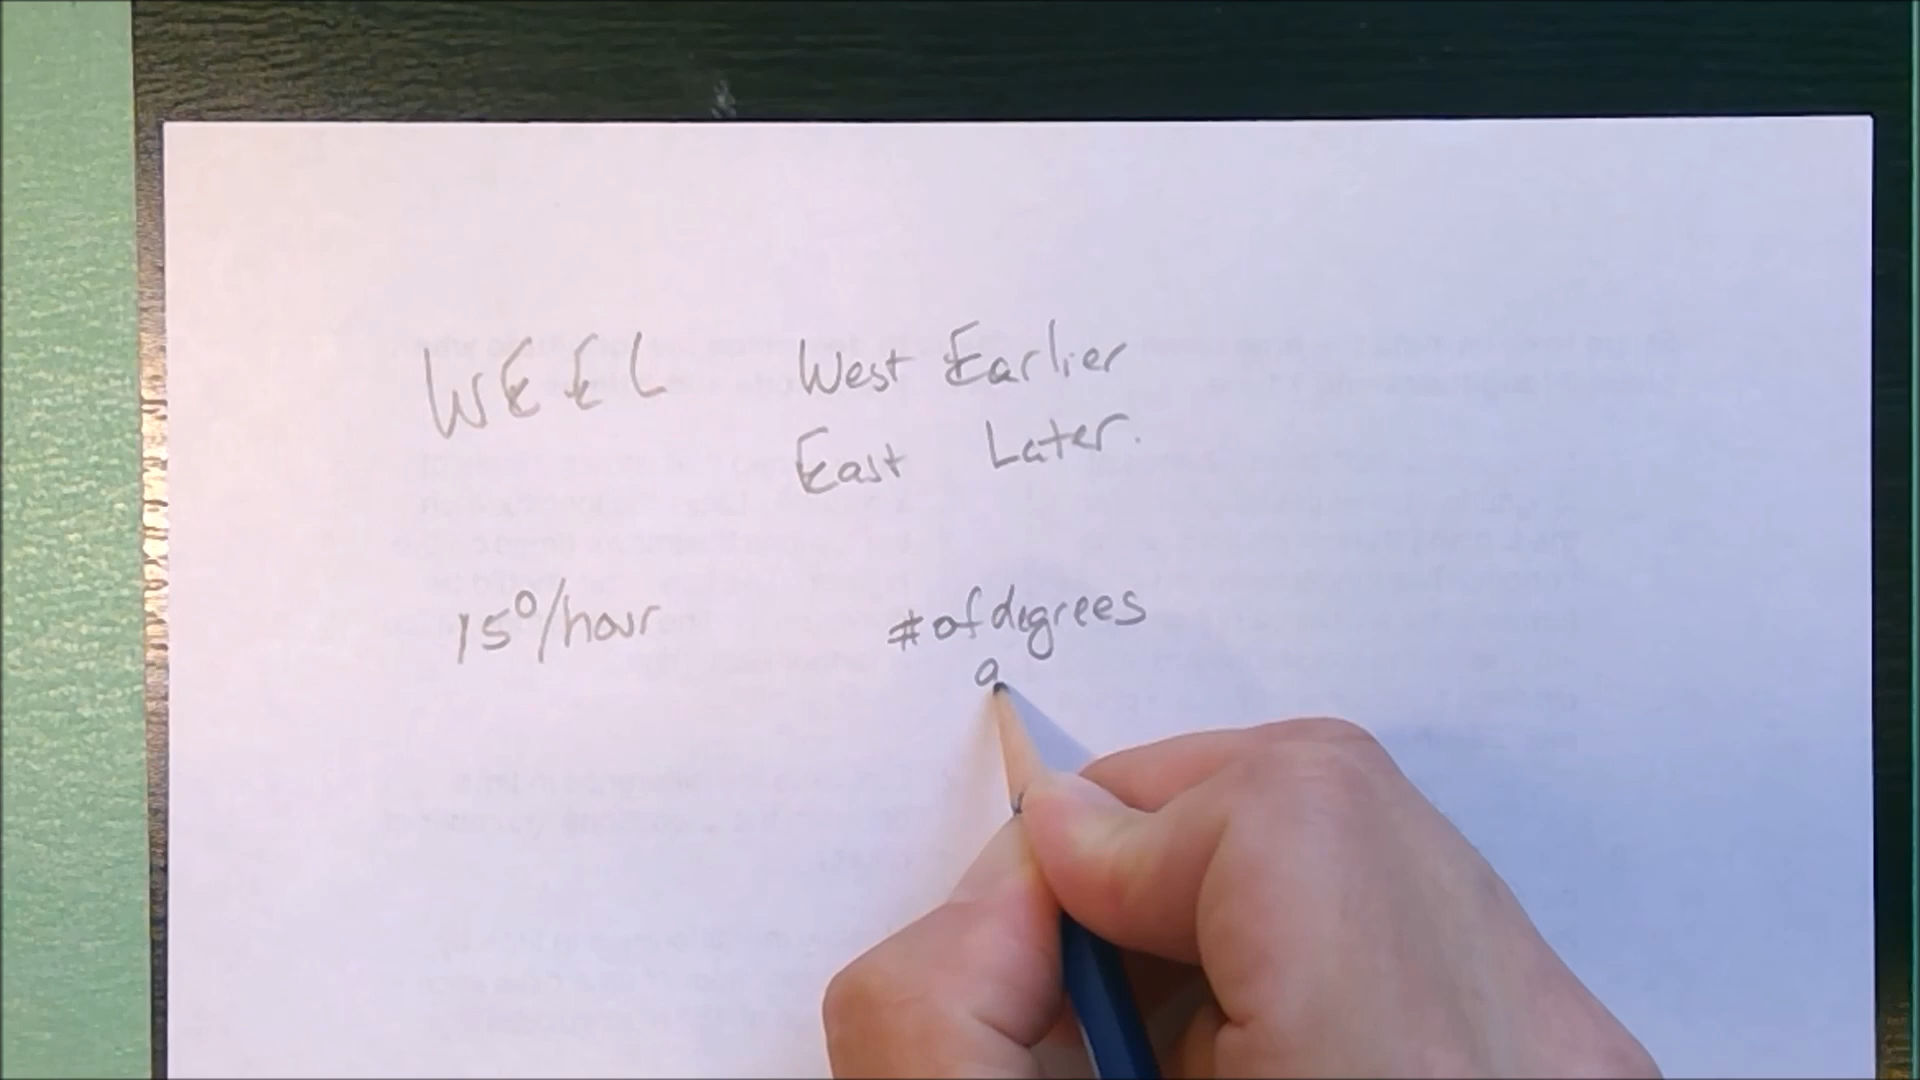 WEEL
West Earlier
East Later.
15°/hour
# of degrees
a